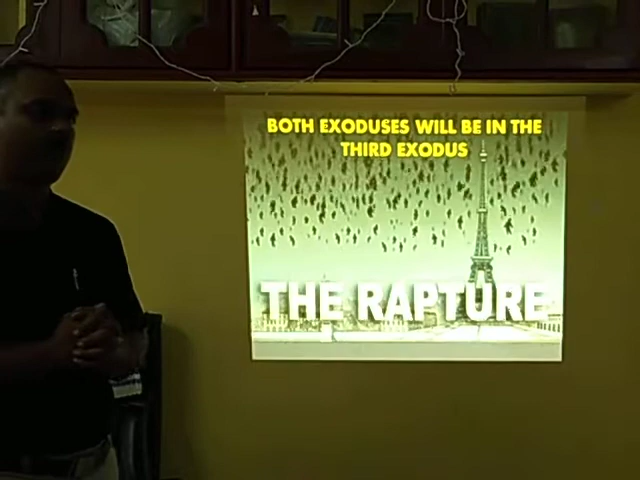 BOTH EXODUSES WILL BE IN THE
THIRD EXODUS
THE RAPTURE